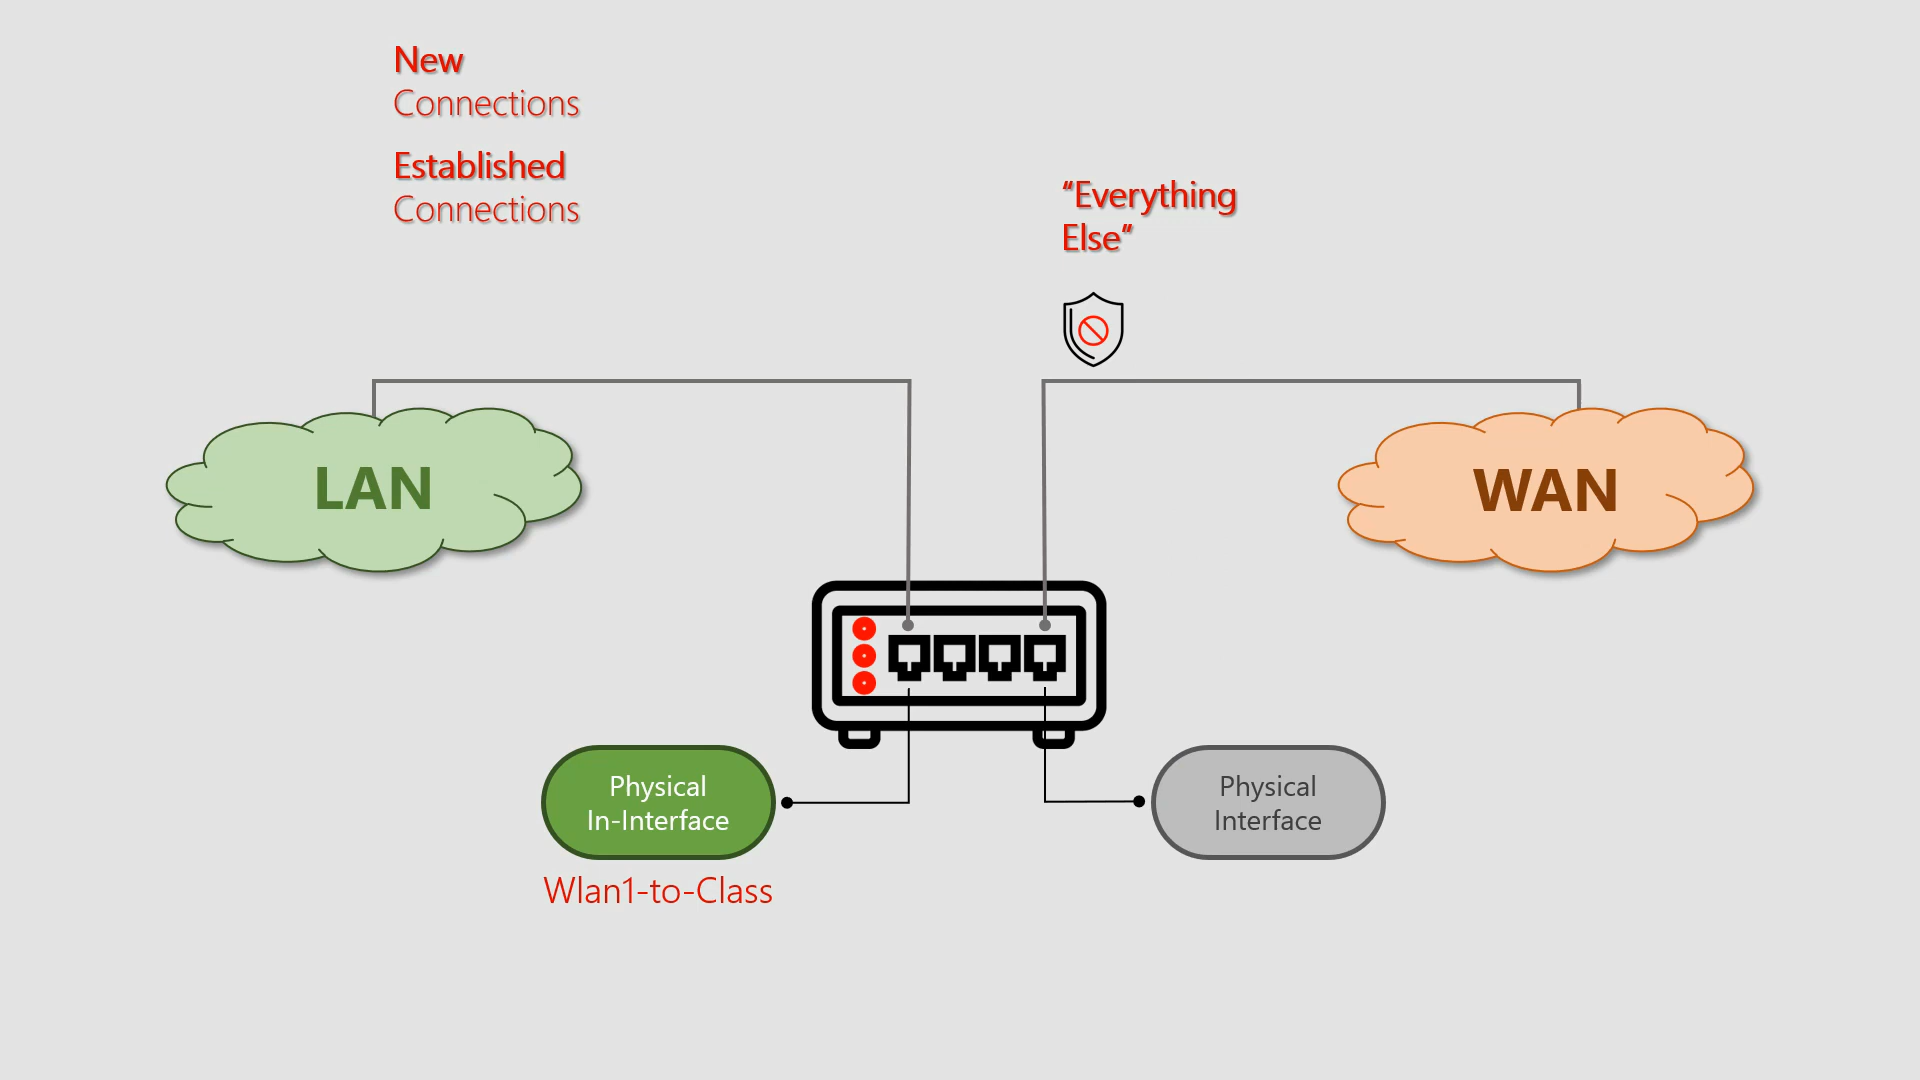 New
Connections
Established
Connections
“Everything
Else“
LAN
WAN
Physical
In-Interface
Physical
Interface
Wlan1-to-Class